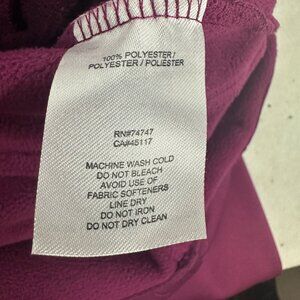 100% POLYESTER /
POLYESTER / POLIÉSTER
RN#74747
CA#45117
MACHINE WASH COLD
DO NOT BLEACH
AVOID USE OF
FABRIC SOFTENERS
LINE DRY
DO NOT IRON
DO NOT DRY CLEAN